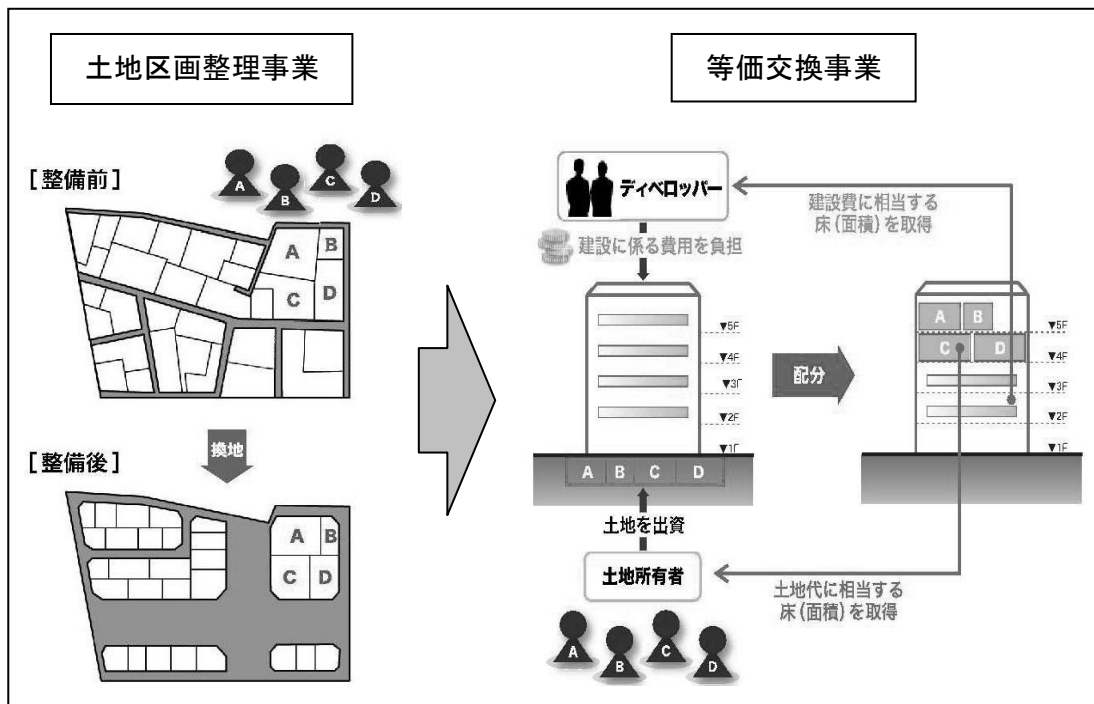 土地区画整理事業
等価交換事業
[整備前]
A
B
C
D
A
B
C
D
換地
[整備後]
A
B
C
D
ディベロッパー
建設に係る費用を負担
建設費に相当する
床(面積)を取得
▼5F
▼4F
▼3F
▼2F
▼1F
A B C D
配分
A B
C D
▼5F
▼4F
▼3F
▼2F
▼1F
土地を出資
土地所有者
土地代に相当する
床(面積)を取得
A
B
C
D